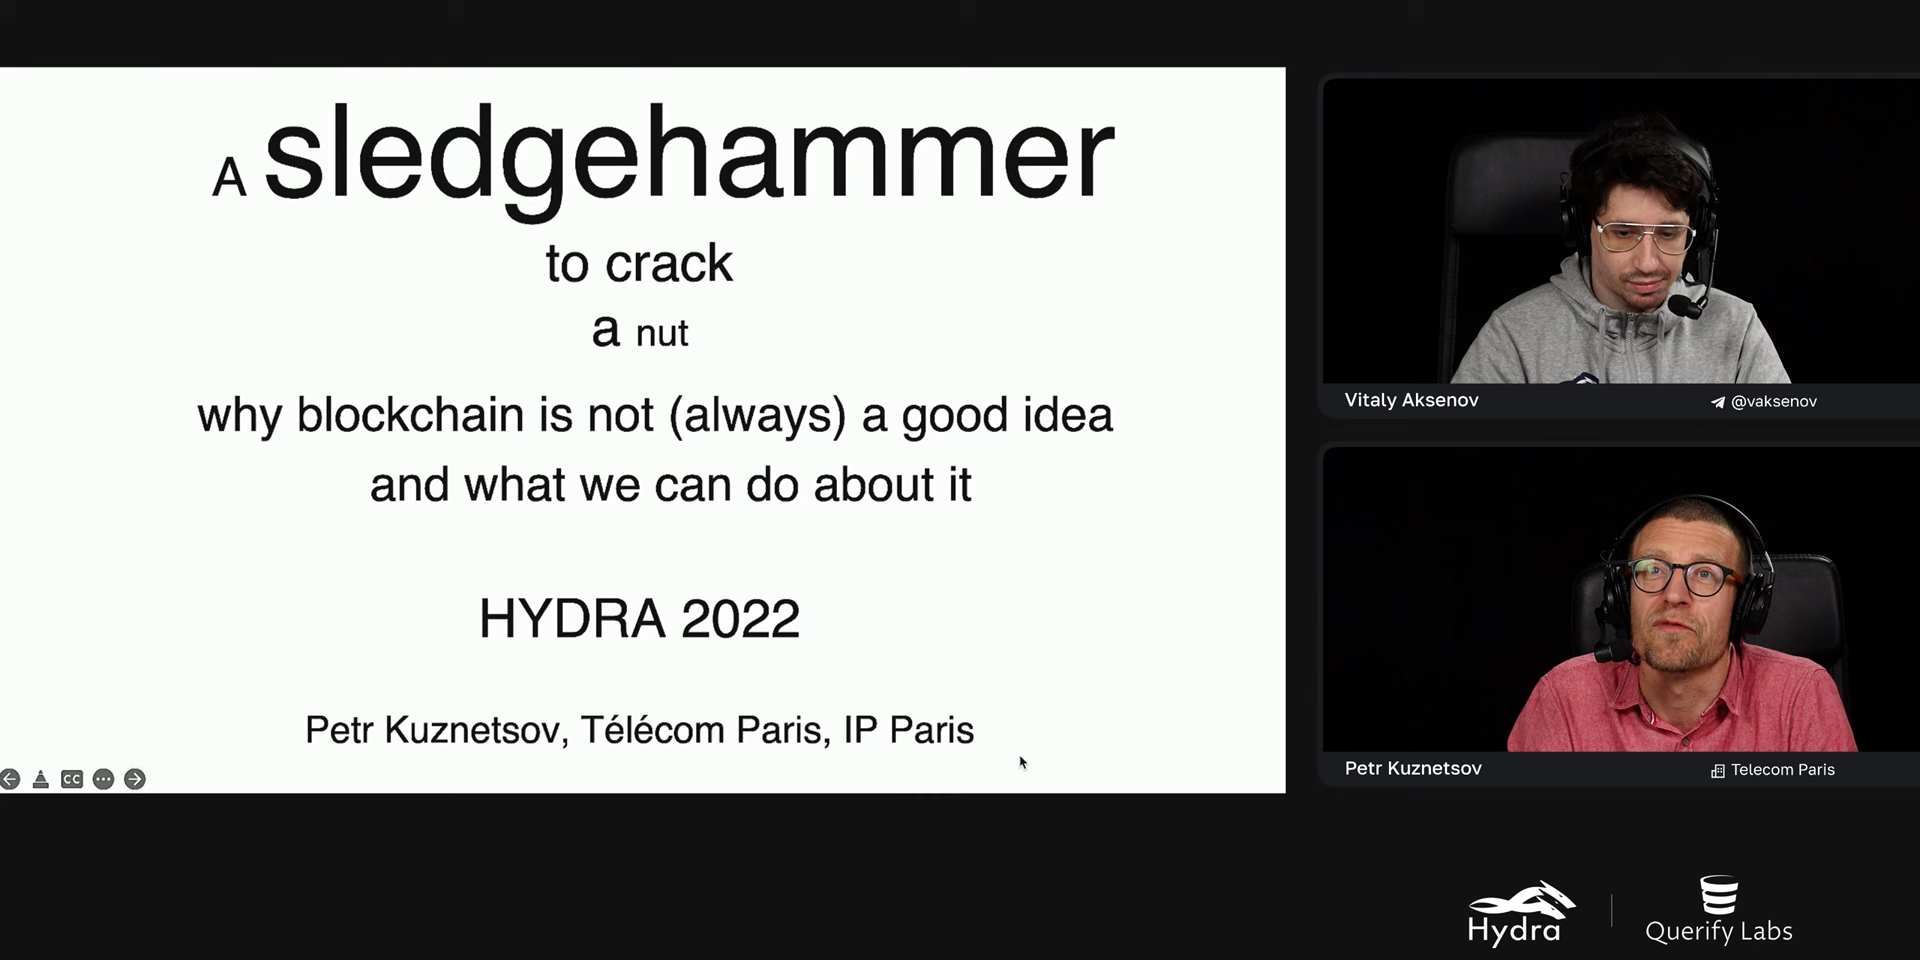 A sledgehammer
to crack
a nut
why blockchain is not (always) a good idea
and what we can do about it
HYDRA 2022
Petr Kuznetsov, Télécom Paris, IP Paris
CC
Vitaly Aksenov
@vaksenov
Petr Kuznetsov
Telecom Paris
Hydra
Querify Labs